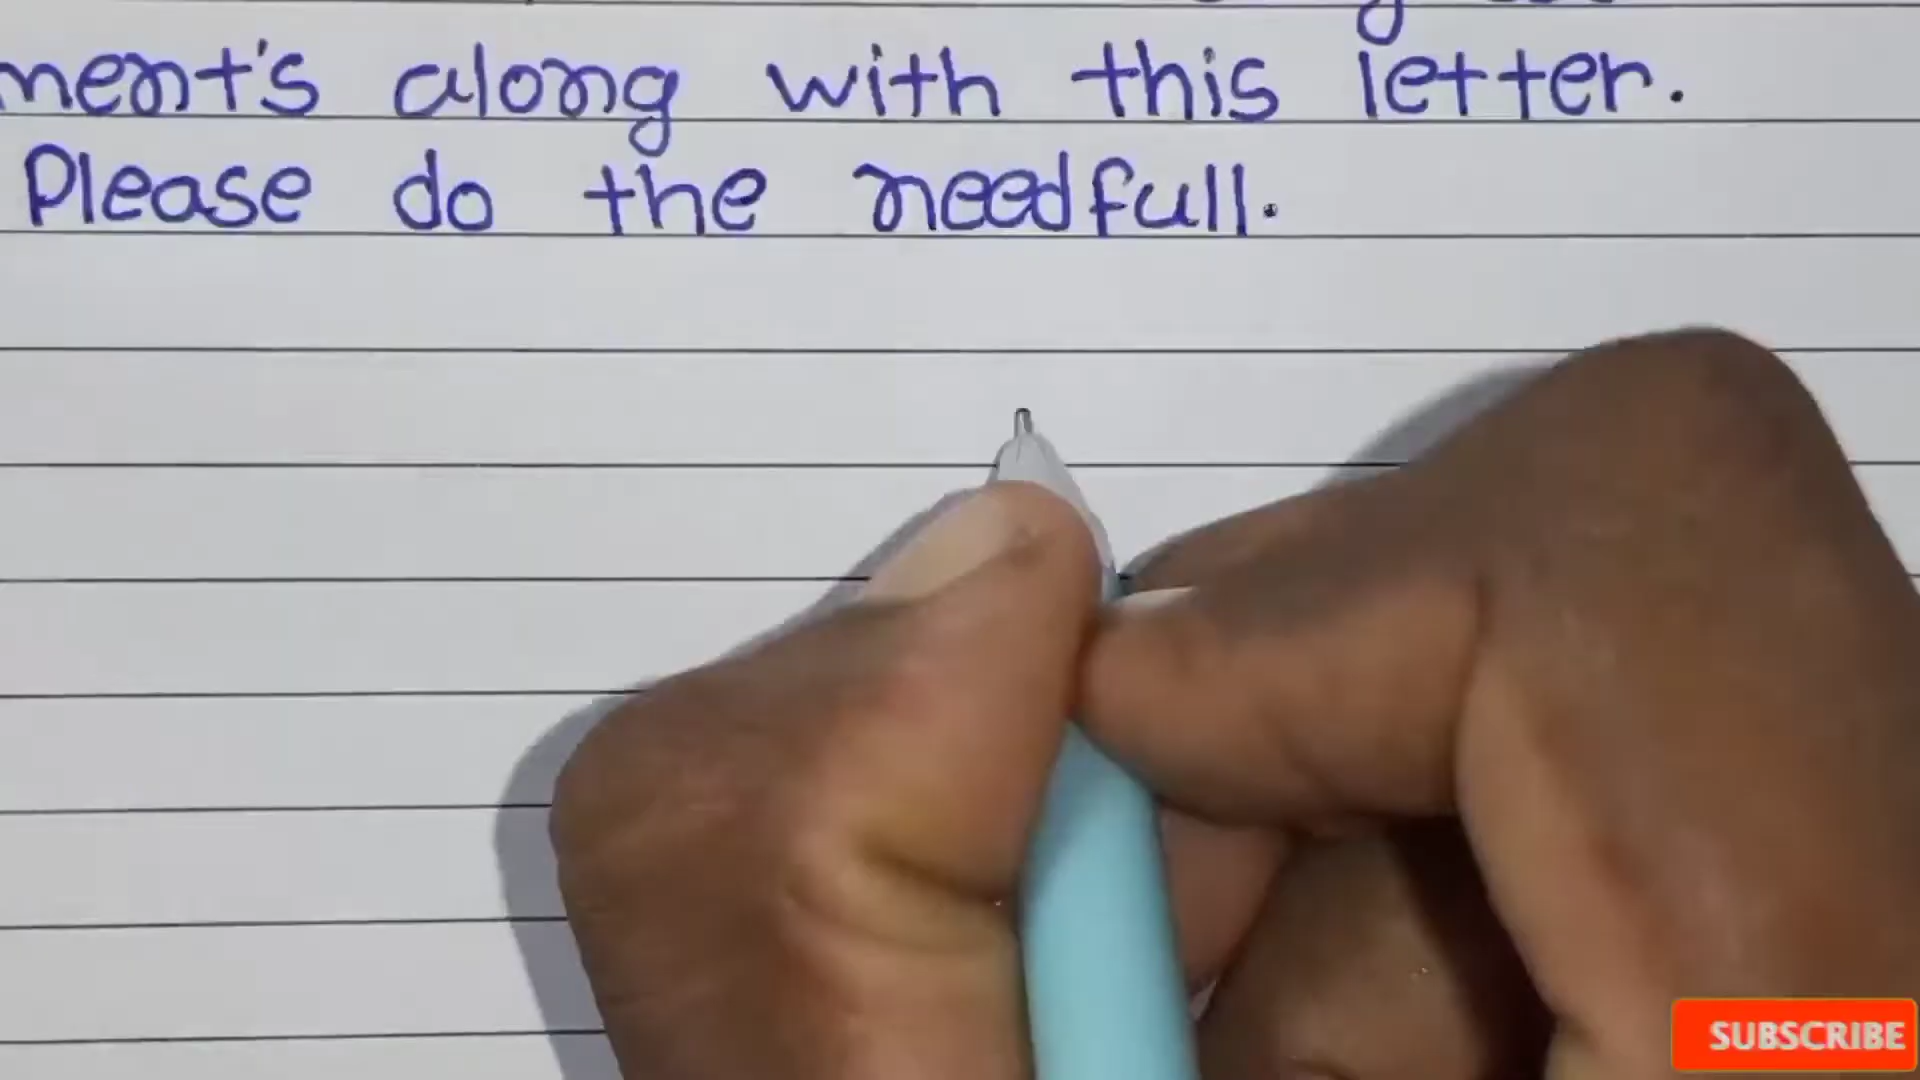 ment's along with this letter.
Please do the needfull.
SUBSCRIBE